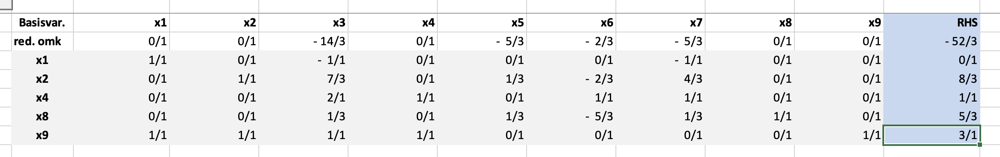 Basisvar. x1 x2 x3 x4 x5 x6 x7 x8 x9 RHS
red. omk 0/1 0/1 - 14/3 0/1 - 5/3 - 2/3 - 5/3 0/1 0/1 - 52/3
x1 1/1 0/1 - 1/1 0/1 0/1 0/1 - 1/1 0/1 0/1 0/1
x2 0/1 1/1 7/3 0/1 1/3 - 2/3 4/3 0/1 0/1 8/3
x4 0/1 0/1 2/1 1/1 0/1 1/1 1/1 0/1 0/1 1/1
x8 0/1 0/1 1/3 0/1 1/3 - 5/3 1/3 1/1 0/1 5/3
x9 1/1 1/1 1/1 1/1 0/1 0/1 0/1 0/1 1/1 3/1